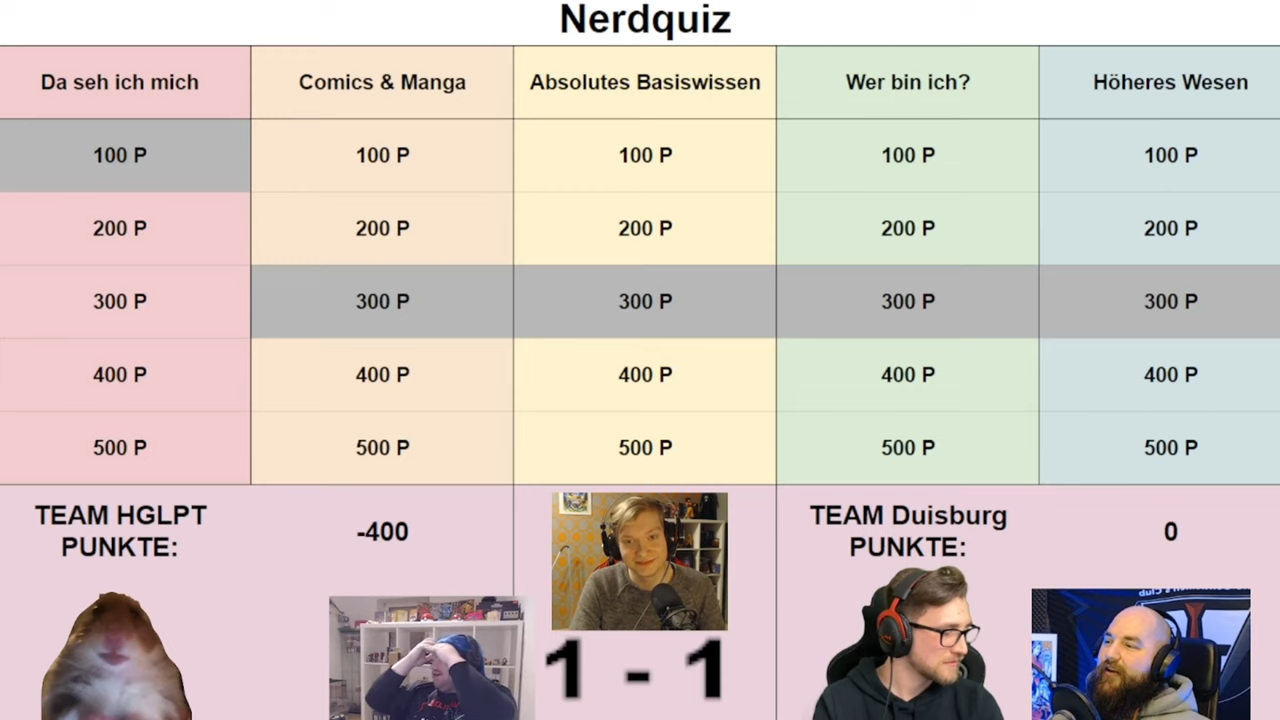 Nerdquiz
Da seh ich mich
Comics & Manga
Absolutes Basiswissen
Wer bin ich?
Höheres Wesen
100 P
100 P
100 P
100 P
100 P
200 P
200 P
200 P
200 P
200 P
300 P
300 P
300 P
300 P
300 P
400 P
400 P
400 P
400 P
400 P
500 P
500 P
500 P
500 P
500 P
TEAM HGLPT
PUNKTE:
-400
TEAM Duisburg
PUNKTE:
0
1 - 1